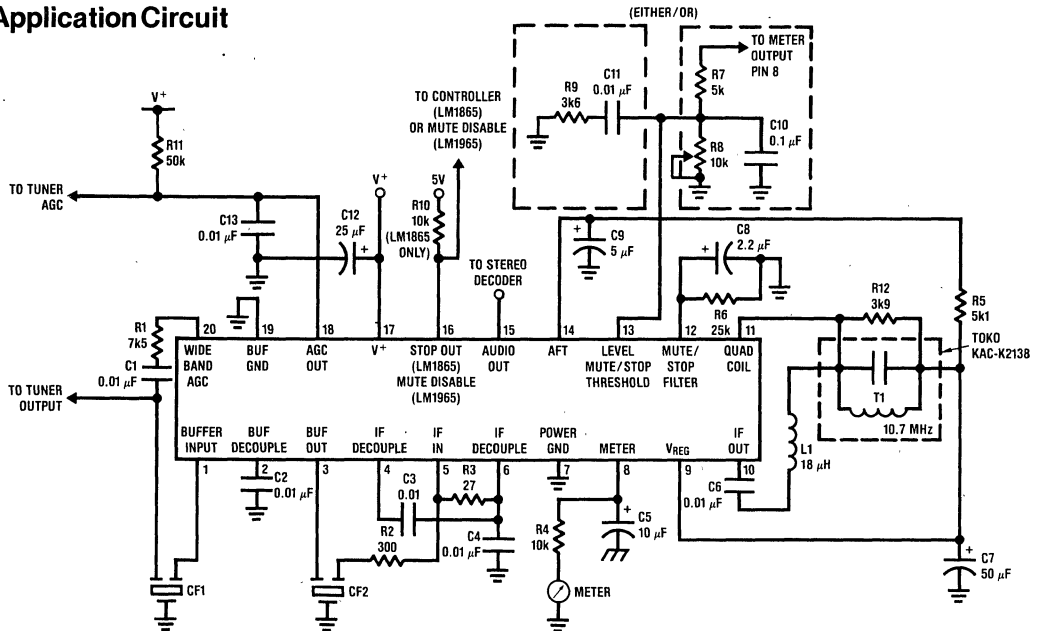 Application Circuit
(EITHER/OR)
TO METER
OUTPUT
PIN 8
R7
5k
C11
0.01 μF
R9
3k6
C10
0.1 μF
R8
10k
TO CONTROLLER
(LM1865)
OR MUTE DISABLE
(LM1965)
V+
R11
50k
TO TUNER
AGC
C13
0.01 μF
C12
25 μF
+
V+
5V
R10
10k
(LM1865
ONLY)
TO STEREO
DECODER
+
C9
5 μF
C8
+
2.2 μF
R6
25k
R12
3k9
R5
5k1
TOKO
KAC-K2138
R1
7k5
C1
0.01 μF
TO TUNER
OUTPUT
20
19
18
17
16
15
14
13
12
11
WIDE
BAND
AGC
BUF
GND
AGC
OUT
V+
STOP OUT
(LM1865)
MUTE DISABLE
(LM1965)
AUDIO
OUT
AFT
LEVEL
MUTE/STOP
THRESHOLD
MUTE/
STOP
FILTER
QUAD
COIL
T1
10.7 MHz
L1
18 μH
BUFFER
INPUT
BUF
DECOUPLE
BUF
OUT
IF
DECOUPLE
IF
IN
IF
DECOUPLE
POWER
GND
METER
VREG
IF
OUT
1
2
3
4
5
6
7
8
9
10
C2
0.01 μF
C3
0.01
R3
27
R2
300
C4
0.01 μF
R4
10k
+
C5
10 μF
C6
0.01 μF
+
C7
50 μF
CF1
CF2
METER